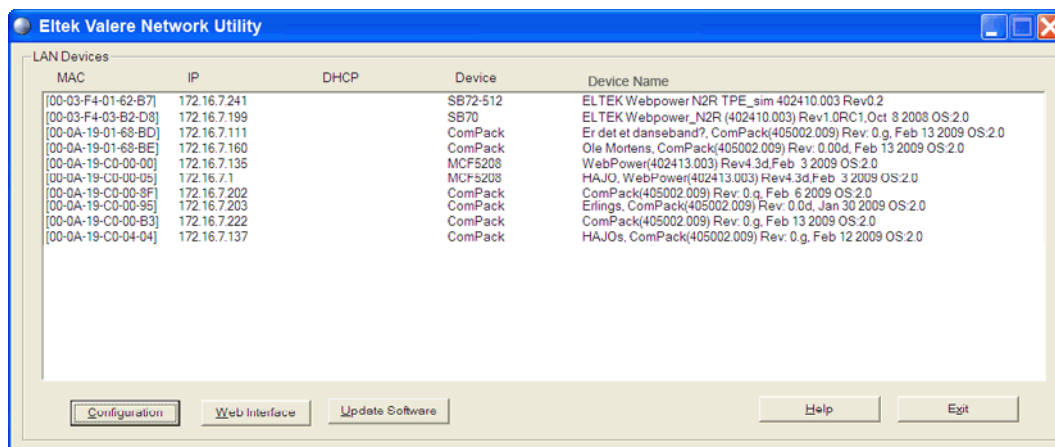 Eltek Valere Network Utility
LAN Devices
MAC IP DHCP Device Device Name
[00-03-F4-01-62-B7] 172.16.7.241 SB72-512 ELTEK Webpower N2R TPE_sim 402410.003 Rev0.2
[00-03-F4-03-B2-D8] 172.16.7.199 SB70 ELTEK Webpower_N2R (402410.003) Rev1.0RC1,Oct 8 2008 OS:2.0
[00-0A-19-01-68-BD] 172.16.7.111 ComPack Er det et danseband?, ComPack(405002.009) Rev: 0.g, Feb 13 2009 OS:2.0
[00-0A-19-01-68-BE] 172.16.7.160 ComPack Ole Mortens, ComPack(405002.009) Rev: 0.00d, Feb 13 2009 OS:2.0
[00-0A-19-C0-00-00] 172.16.7.135 MCF5208 WebPower(402413.003) Rev4.3d,Feb 3 2009 OS:2.0
[00-0A-19-C0-00-05] 172.16.7.1 MCF5208 HAJO, WebPower(402413.003) Rev4.3d,Feb 3 2009 OS:2.0
[00-0A-19-C0-00-8F] 172.16.7.202 ComPack ComPack(405002.009) Rev: 0.g, Feb 6 2009 OS:2.0
[00-0A-19-C0-00-95] 172.16.7.203 ComPack Erlings, ComPack(405002.009) Rev: 0.0d, Jan 30 2009 OS:2.0
[00-0A-19-C0-00-B3] 172.16.7.222 ComPack ComPack(405002.009) Rev: 0.g, Feb 13 2009 OS:2.0
[00-0A-19-C0-04-04] 172.16.7.137 ComPack HAJOs, ComPack(405002.009) Rev: 0.g, Feb 12 2009 OS:2.0
Configuration Web Interface Update Software Help Exit